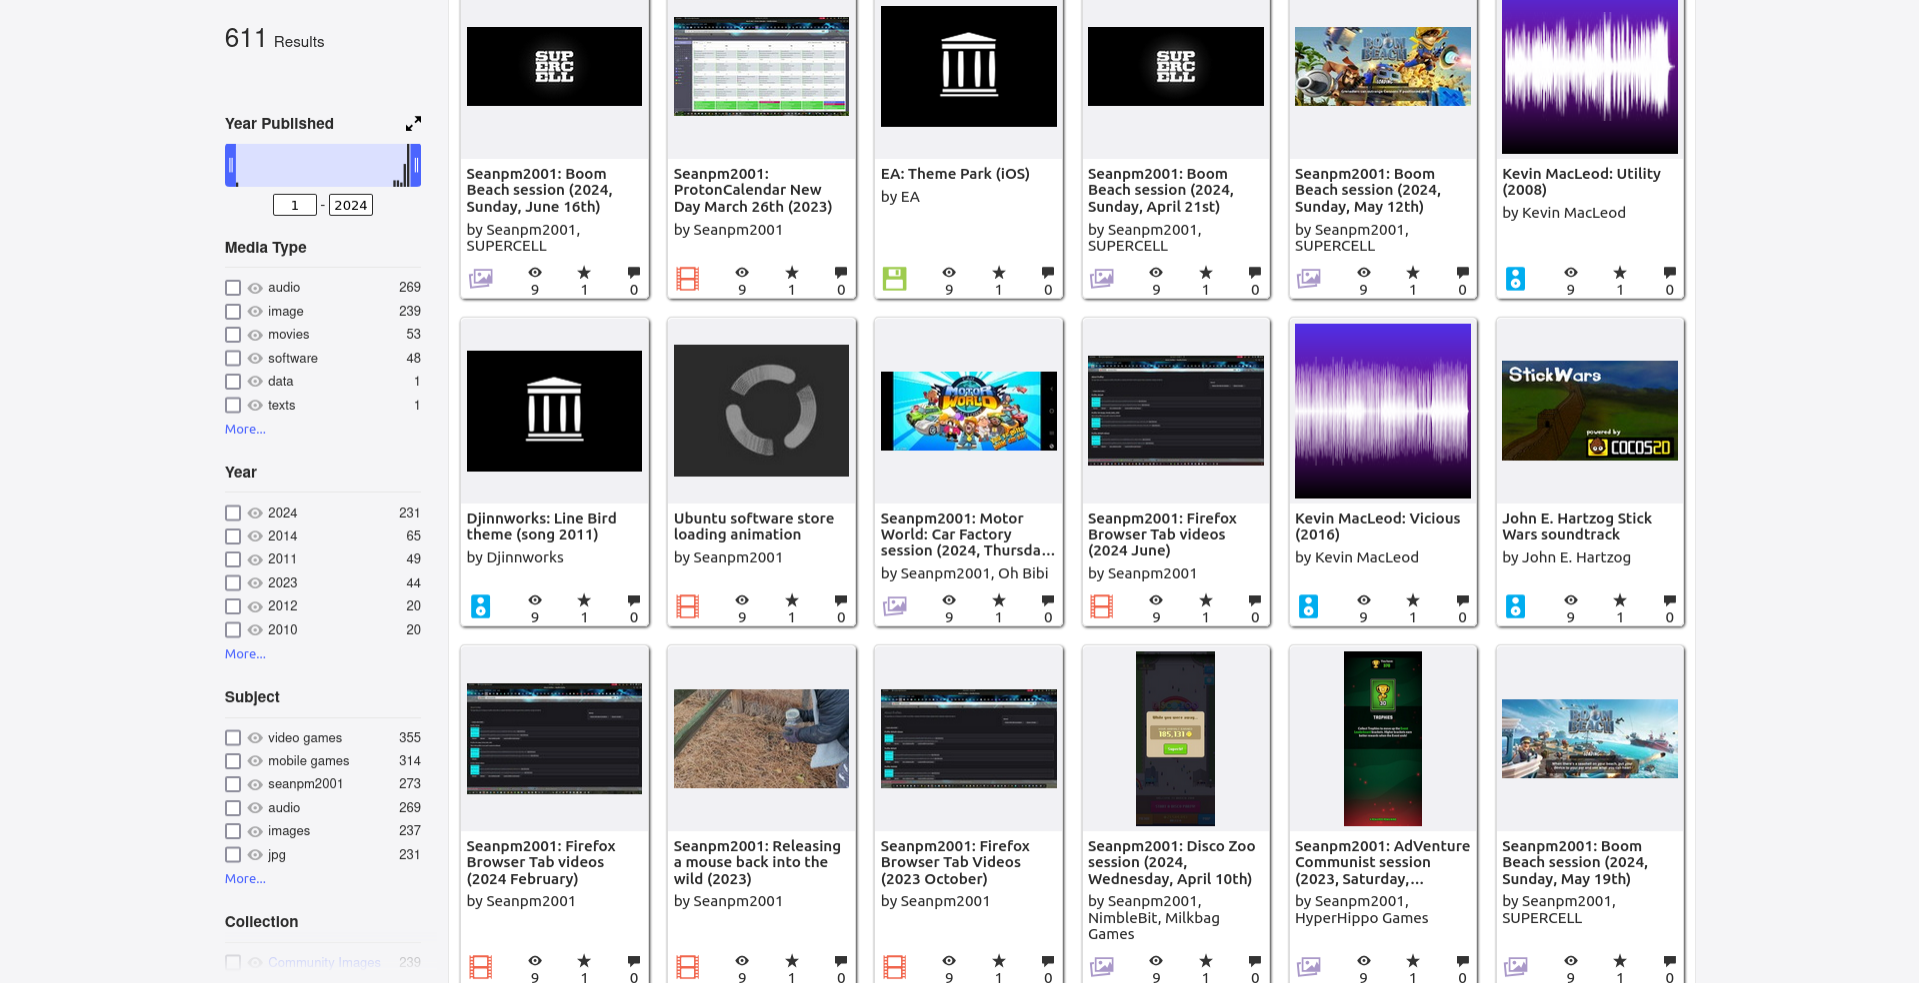 611 Results
Year Published
1 - 2024
Media Type
audio 269
image 239
movies 53
software 48
data 1
texts 1
More...
Year
2024 231
2014 65
2011 49
2023 44
2012 20
2010 20
More...
Subject
video games 355
mobile games 314
seanpm2001 273
audio 269
images 237
jpg 231
More...
Collection
Community Images 239
SUP
ERC
ELL
Seanpm2001: Boom
Beach session (2024,
Sunday, June 16th)
by Seanpm2001,
SUPERCELL
9 1 0
Seanpm2001:
ProtonCalendar New
Day March 26th (2023)
by Seanpm2001
9 1 0
EA: Theme Park (iOS)
by EA
9 1 0
SUP
ERC
ELL
Seanpm2001: Boom
Beach session (2024,
Sunday, April 21st)
by Seanpm2001,
SUPERCELL
9 1 0
BOOM
BEACH
Seanpm2001: Boom
Beach session (2024,
Sunday, May 12th)
by Seanpm2001,
SUPERCELL
9 1 0
Kevin MacLeod: Utility
(2008)
by Kevin MacLeod
9 1 0
Djinnworks: Line Bird
theme (song 2011)
by Djinnworks
9 1 0
Ubuntu software store
loading animation
by Seanpm2001
9 1 0
MOTOR
WORLD
Seanpm2001: Motor
World: Car Factory
session (2024, Thursda...
by Seanpm2001, Oh Bibi
9 1 0
Seanpm2001: Firefox
Browser Tab videos
(2024 June)
by Seanpm2001
9 1 0
Kevin MacLeod: Vicious
(2016)
by Kevin MacLeod
9 1 0
StickWars
powered by
COCOS2D
John E. Hartzog Stick
Wars soundtrack
by John E. Hartzog
9 1 0
Seanpm2001: Firefox
Browser Tab videos
(2024 February)
by Seanpm2001
9 1 0
Seanpm2001: Releasing
a mouse back into the
wild (2023)
by Seanpm2001
9 1 0
Seanpm2001: Firefox
Browser Tab Videos
(2023 October)
by Seanpm2001
9 1 0
While you were away...
185,131
Seanpm2001: Disco Zoo
session (2024,
Wednesday, April 10th)
by Seanpm2001,
NimbleBit, Milkbag
Games
9 1 0
TROPHIES
Seanpm2001: AdVenture
Communist session
(2023, Saturday,...
by Seanpm2001,
HyperHippo Games
9 1 0
BOOM
BEACH
Seanpm2001: Boom
Beach session (2024,
Sunday, May 19th)
by Seanpm2001,
SUPERCELL
9 1 0